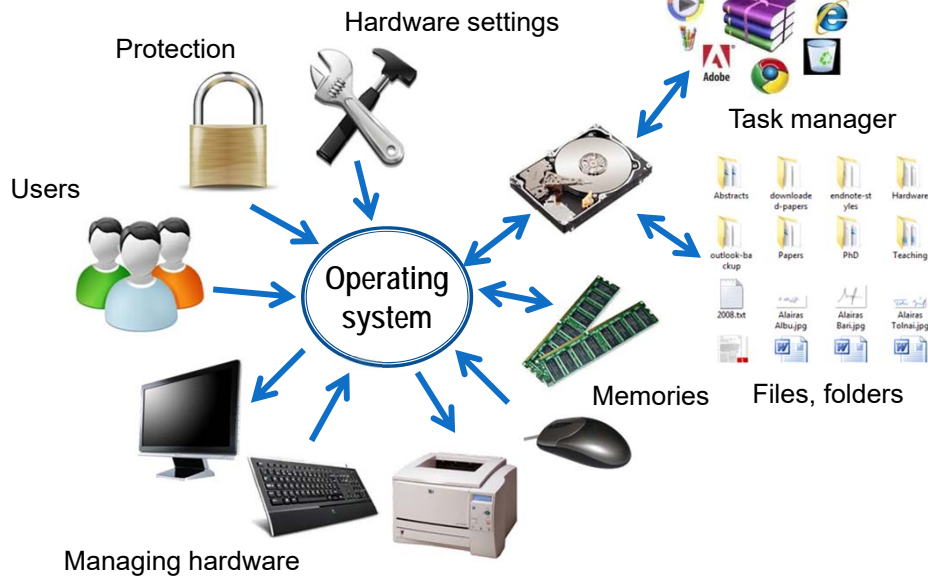 Hardware settings
Protection
Adobe
Task manager
Users
Abstracts
downloade
d-papers
endnote-st
yles
Hardware
outlook-ba
ckup
Papers
PhD
Teaching
Operating
system
2008.txt
Alairas
Albu.jpg
Alairas
Bari.jpg
Alairas
Tolnai.jpg
Memories
Files, folders
Managing hardware